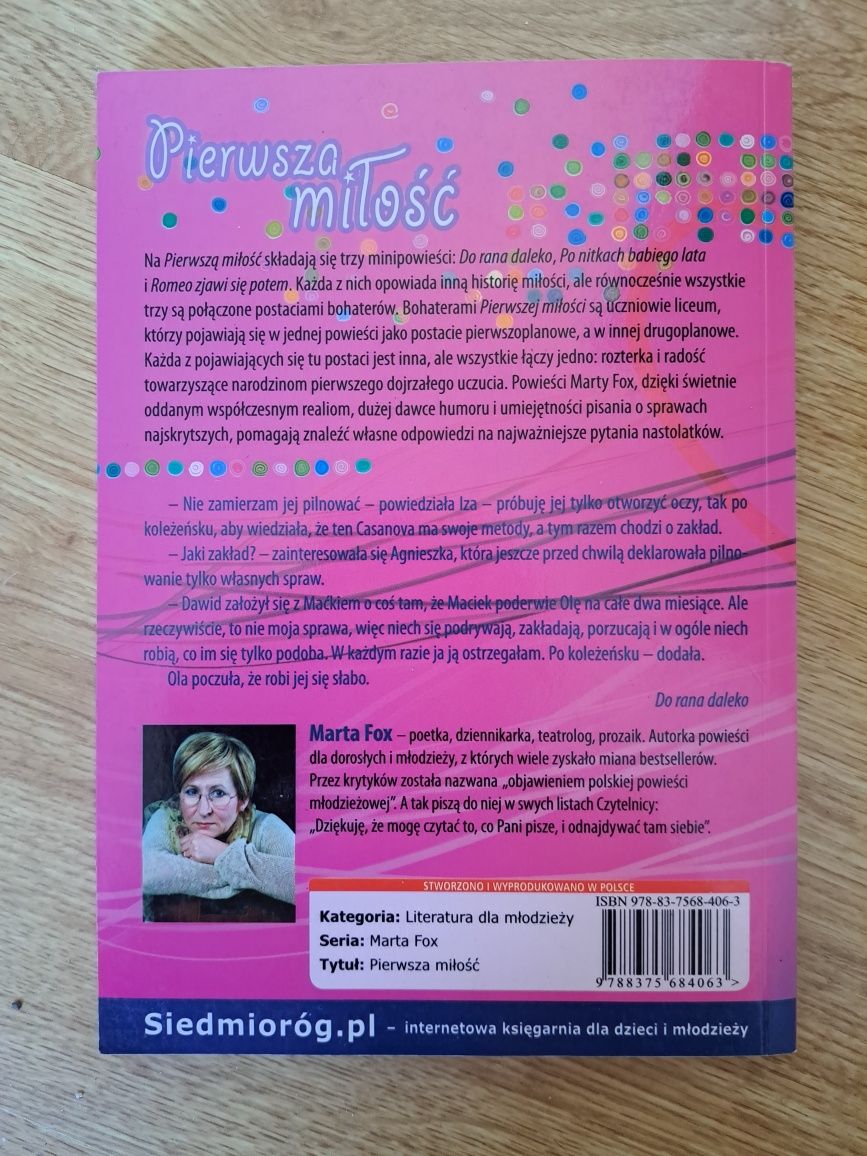 Pierwsza
miłość
Na Pierwszą miłość składają się trzy minipowieści: Do rana daleko, Po nitkach babiego lata
i Romeo zjawi się potem. Każda z nich opowiada inną historię miłości, ale równocześnie wszystkie
trzy są połączone postaciami bohaterów. Bohaterami Pierwszej miłości są uczniowie liceum,
którzy pojawiają się w jednej powieści jako postacie pierwszoplanowe, a w innej drugoplanowe.
Każda z pojawiających się tu postaci jest inna, ale wszystkie łączy jedno: rozterka i radość
towarzyszące narodzinom pierwszego dojrzałego uczucia. Powieści Marty Fox, dzięki świetnie
oddanym współczesnym realiom, dużej dawce humoru i umiejętności pisania o sprawach
najskrytszych, pomagają znaleźć własne odpowiedzi na najważniejsze pytania nastolatków.
– Nie zamierzam jej pilnować – powiedziała Iza – próbuję jej tylko otworzyć oczy, tak po
koleżeńsku, aby wiedziała, że ten Casanova ma swoje metody, a tym razem chodzi o zakład.
– Jaki zakład? – zainteresowała się Agnieszka, która jeszcze przed chwilą deklarowała pilno-
wanie tylko własnych spraw.
– Dawid założył się z Maćkiem o coś tam, że Maciek poderwie Olę na całe dwa miesiące. Ale
rzeczywiście, to nie moja sprawa, więc niech się podrywają, zakładają, porzucają i w ogóle niech
robią, co im się tylko podoba. W każdym razie ja ją ostrzegałam. Po koleżeńsku – dodała.
Ola poczuła, że robi jej się słabo.
Do rana daleko
Marta Fox – poetka, dziennikarka, teatrolog, prozaik. Autorka powieści
dla dorosłych i młodzieży, z których wiele zyskało miana bestsellerów.
Przez krytyków została nazwana „objawieniem polskiej powieści
młodzieżowej”. A tak piszą do niej w swych listach Czytelnicy:
„Dziękuję, że mogę czytać to, co Pani pisze, i odnajdywać tam siebie”.
STWORZONO I WYPRODUKOWANO W POLSCE
Kategoria: Literatura dla młodzieży
Seria: Marta Fox
Tytuł: Pierwsza miłość
ISBN 978-83-7568-406-3
9 788375 684063 >
Siedmioróg.pl – internetowa księgarnia dla dzieci i młodzieży